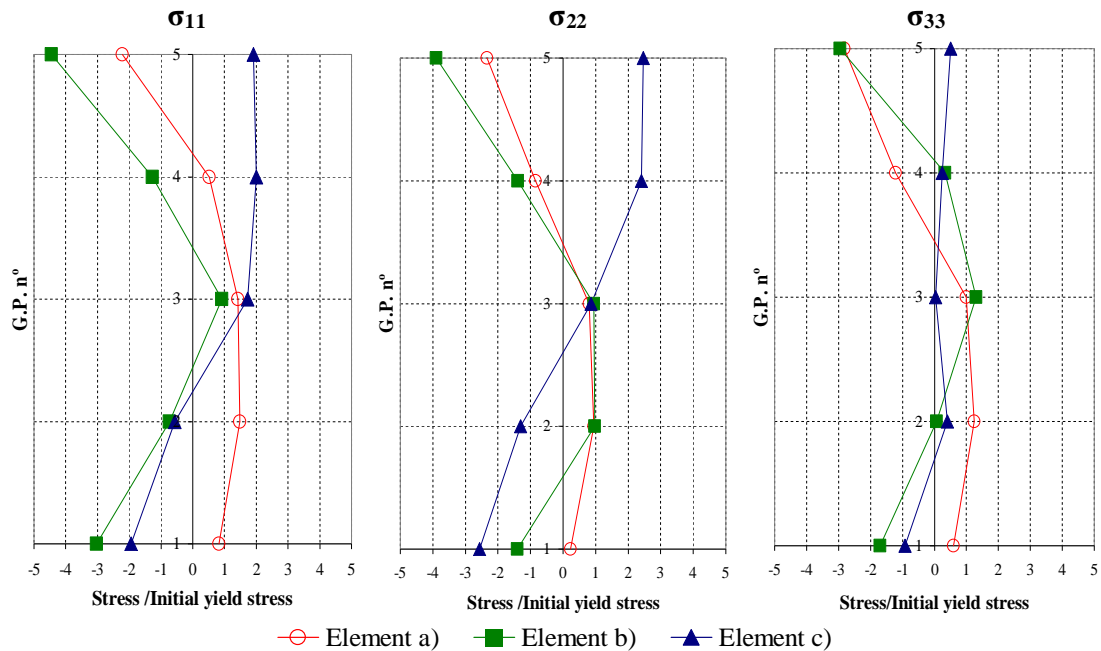 σ11
σ22
σ33
G.P. nº
5
4
3
2
1
-5 -4 -3 -2 -1 0 1 2 3 4 5
Stress /Initial yield stress
G.P. nº
5
4
3
2
1
-5 -4 -3 -2 -1 0 1 2 3 4 5
Stress /Initial yield stress
G.P. nº
5
4
3
2
1
-5 -4 -3 -2 -1 0 1 2 3 4 5
Stress/Initial yield stress
Element a)
Element b)
Element c)